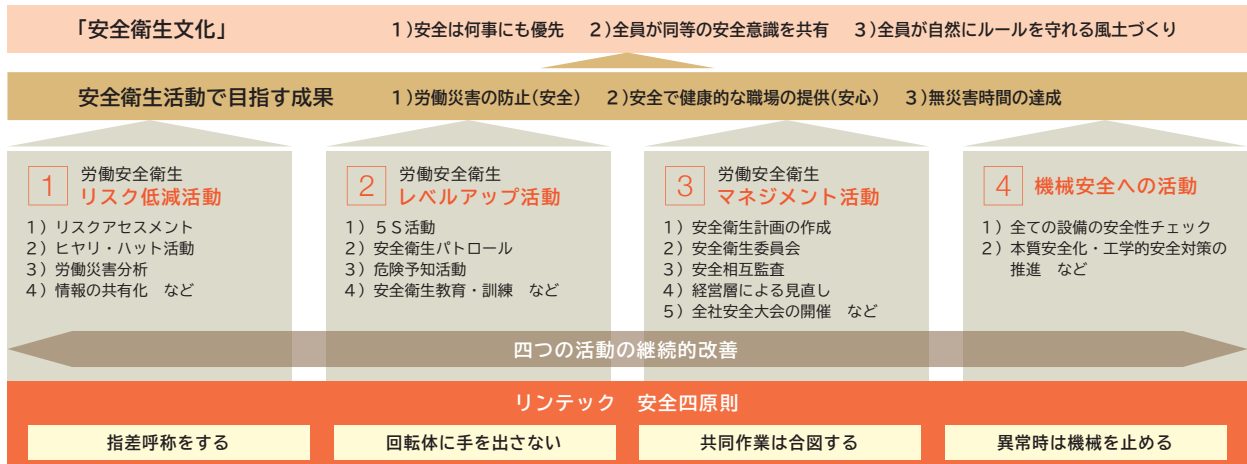 「安全衛生文化」　1）安全は何事にも優先　2）全員が同等の安全意識を共有　3）全員が自然にルールを守れる風土づくり
安全衛生活動で目指す成果　1）労働災害の防止（安全）　2）安全で健康的な職場の提供（安心）　3）無災害時間の達成
1
労働安全衛生
リスク低減活動
1）リスクアセスメント
2）ヒヤリ・ハット活動
3）労働災害分析
4）情報の共有化　など
2
労働安全衛生
レベルアップ活動
1）5S活動
2）安全衛生パトロール
3）危険予知活動
4）安全衛生教育・訓練　など
3
労働安全衛生
マネジメント活動
1）安全衛生計画の作成
2）安全衛生委員会
3）安全相互監査
4）経営層による見直し
5）全社安全大会の開催　など
4
機械安全への活動
1）全ての設備の安全性チェック
2）本質安全化・工学的安全対策の
推進　など
四つの活動の継続的改善
リンテック　安全四原則
指差呼称をする
回転体に手を出さない
共同作業は合図する
異常時は機械を止める